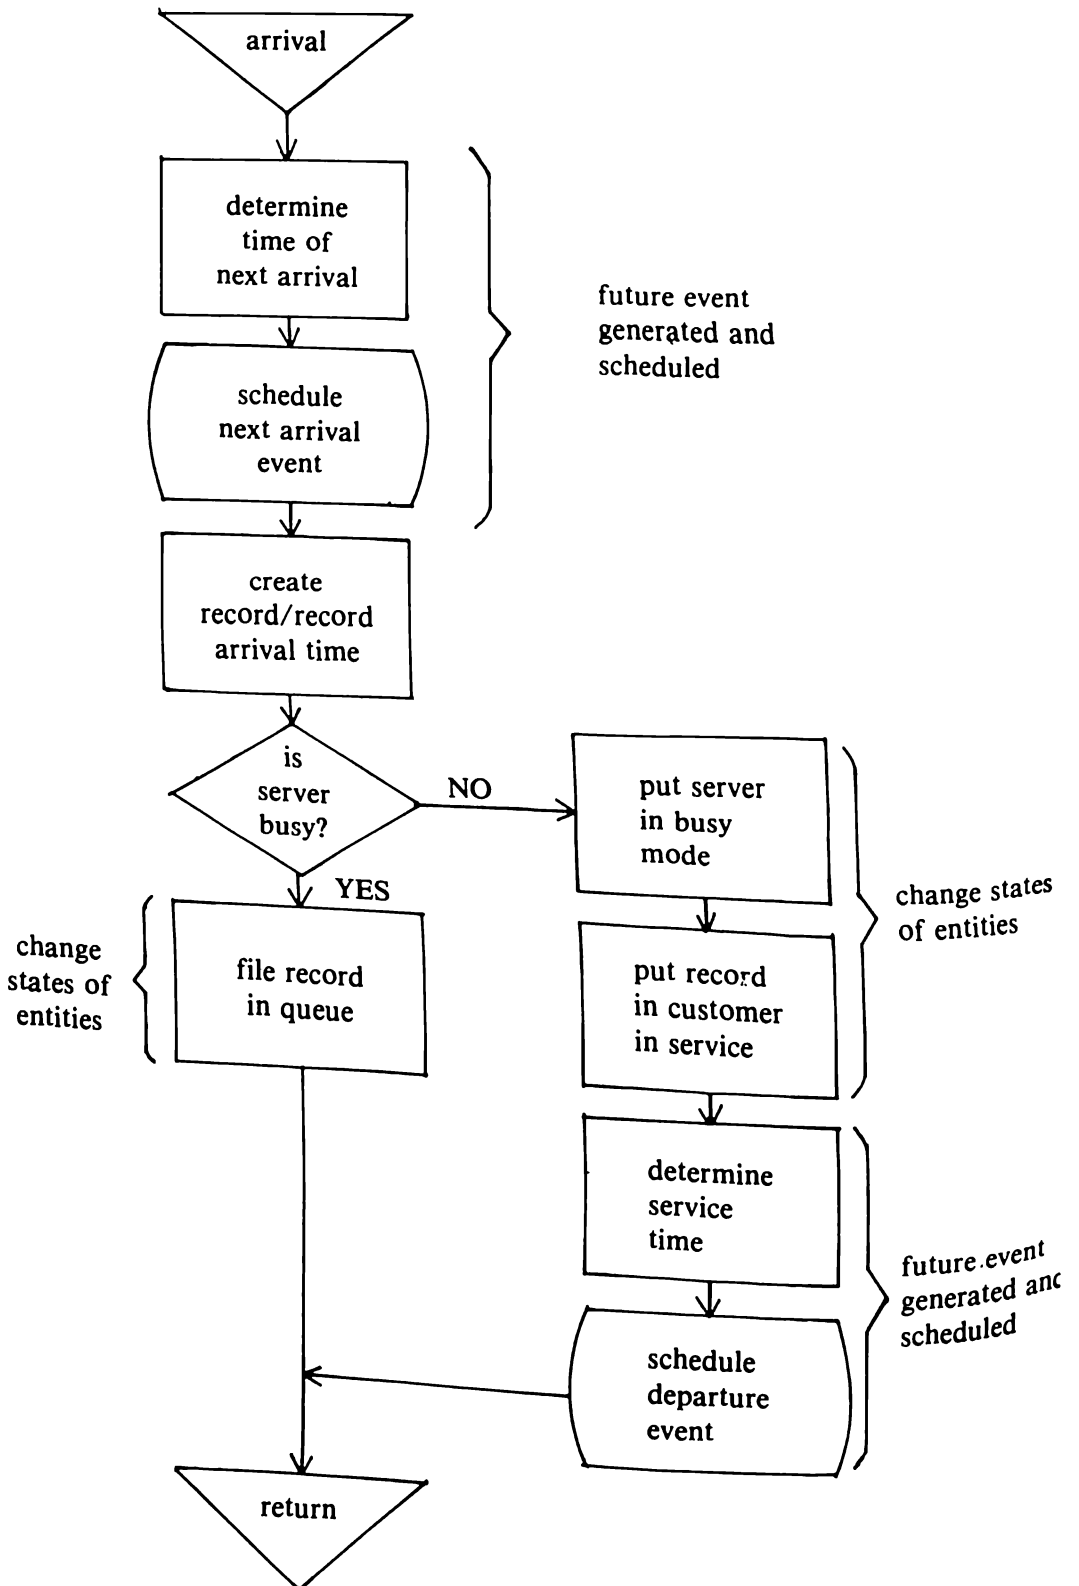 arrival
determine
time of
next arrival
future event
generated and
scheduled
schedule
next arrival
event
create
record/record
arrival time
is
server
busy?
NO
YES
put server
in busy
mode
change states
of entities
change
states of
entities
file record
in queue
put record
in customer
in service
determine
service
time
future event
generated and
scheduled
schedule
departure
event
return